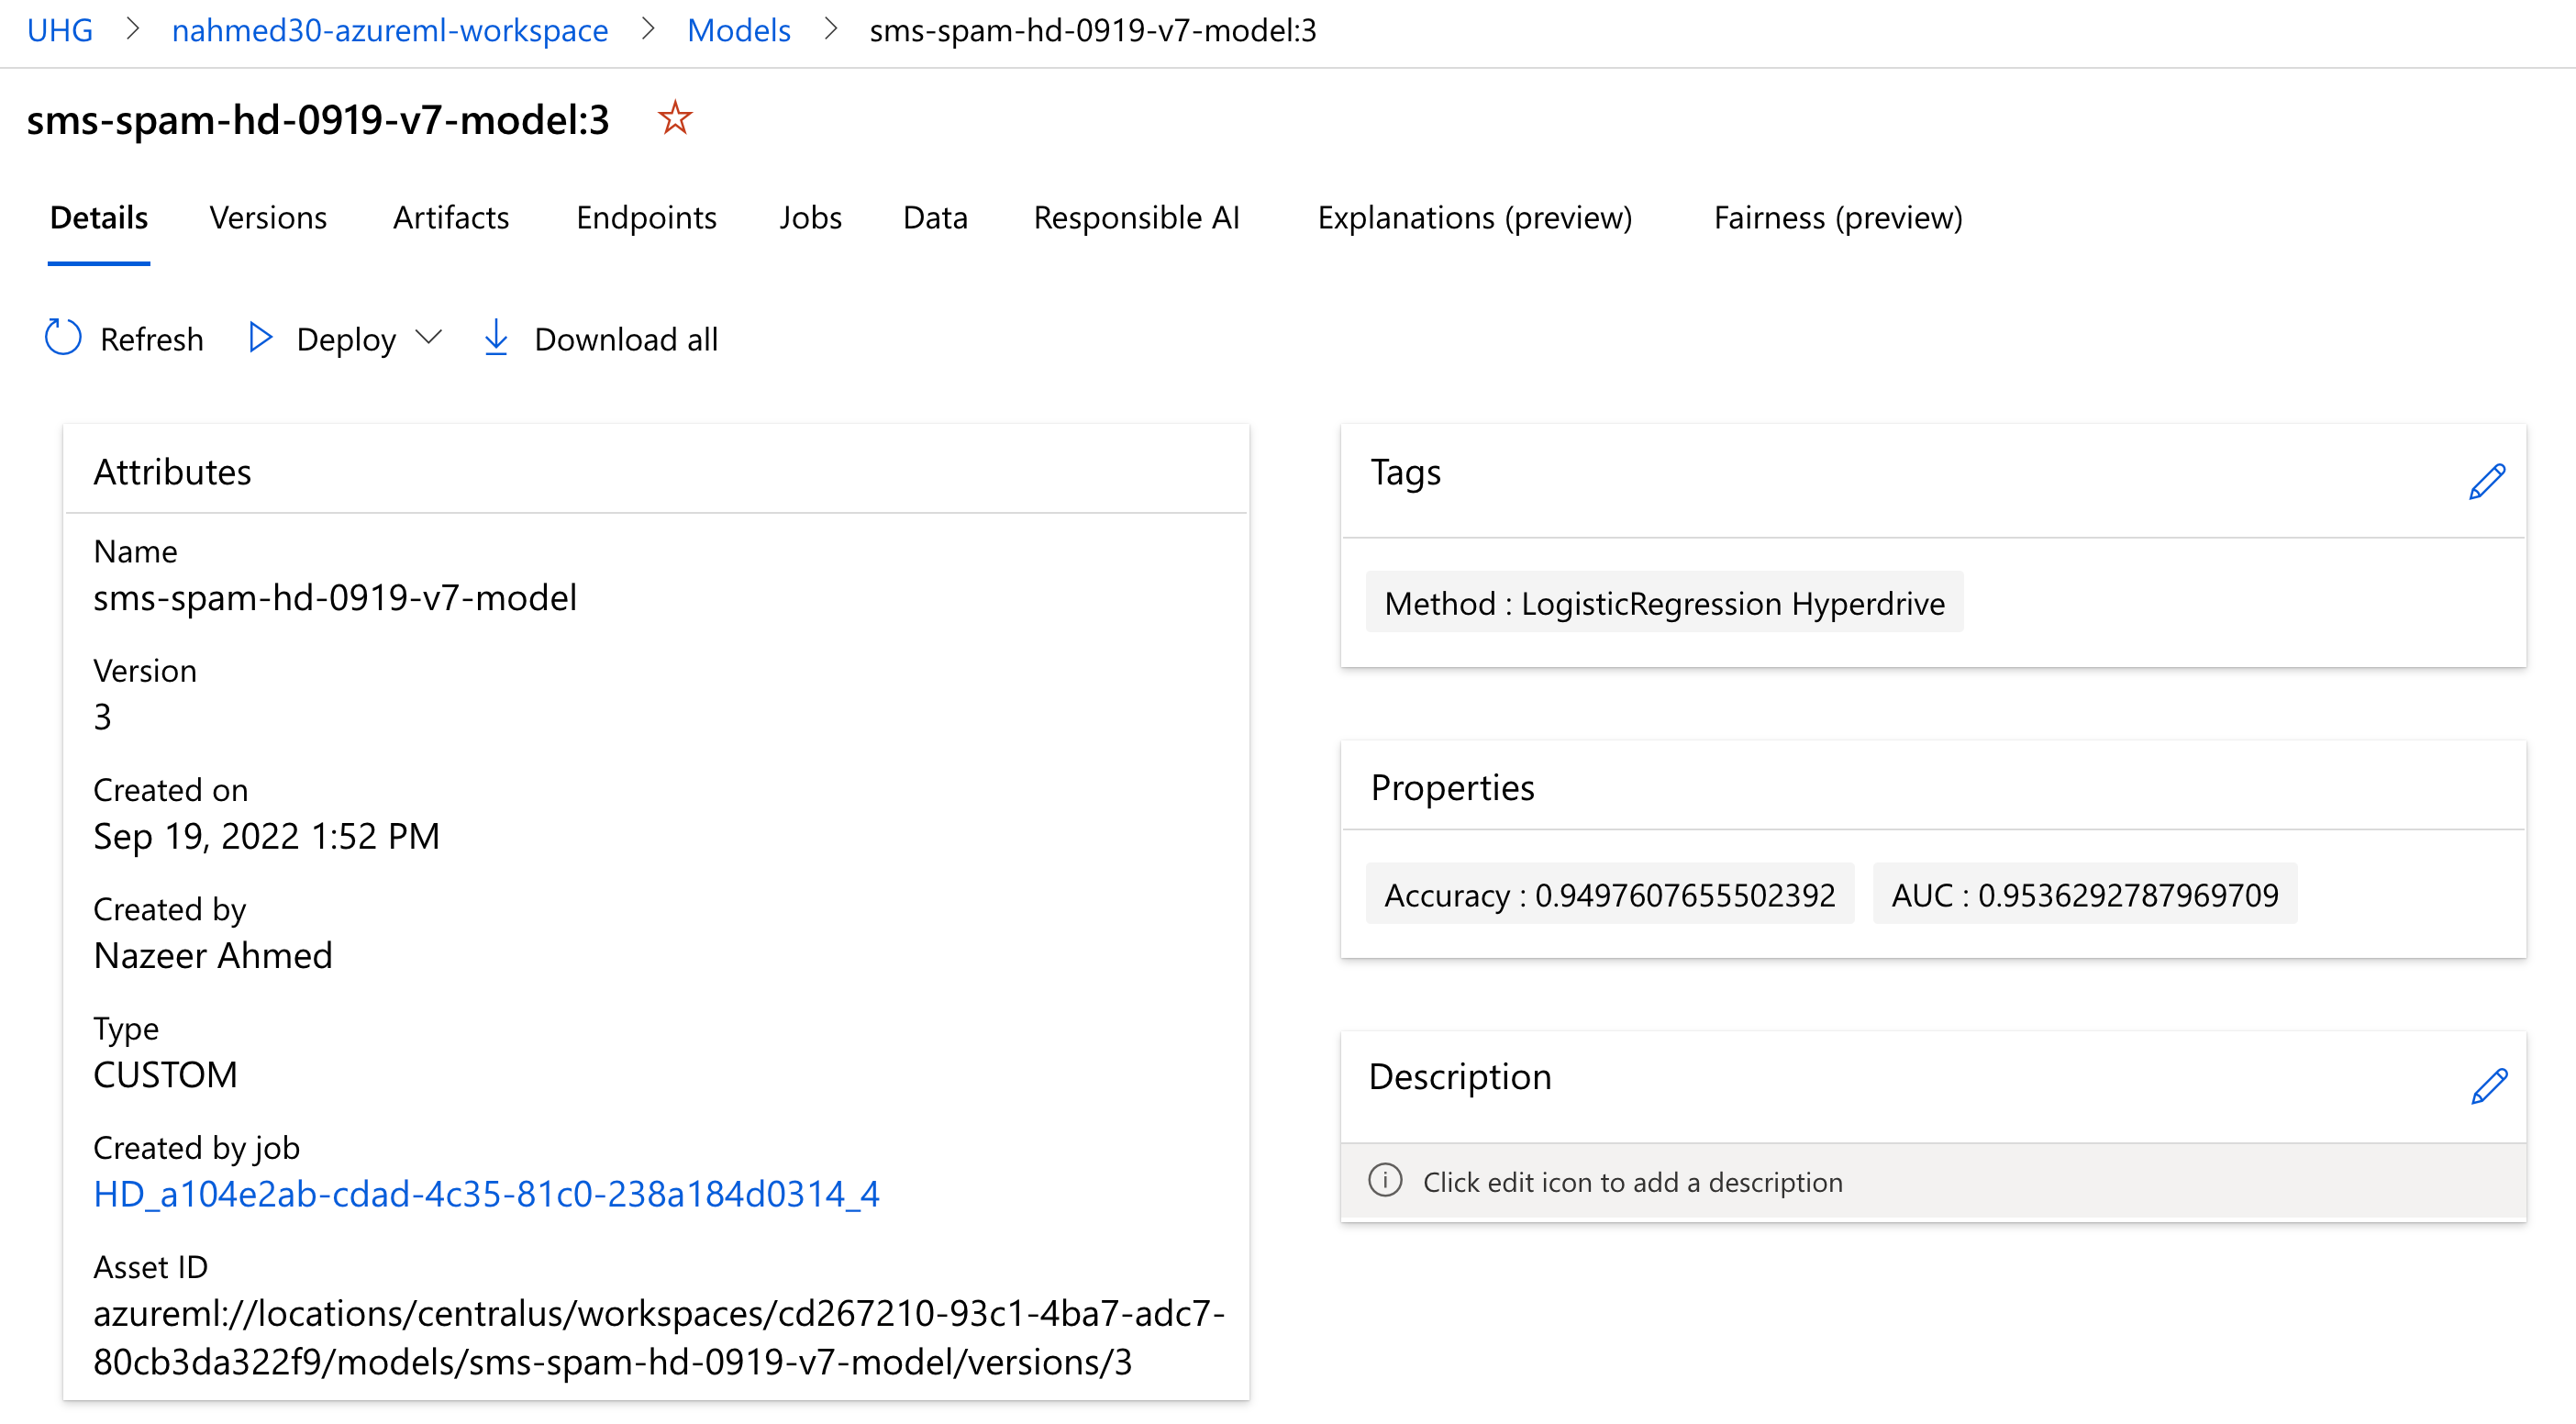 UHG > nahmed30-azureml-workspace > Models > sms-spam-hd-0919-v7-model:3
sms-spam-hd-0919-v7-model:3
Details Versions Artifacts Endpoints Jobs Data Responsible AI Explanations (preview) Fairness (preview)
Refresh Deploy Download all
Attributes
Name
sms-spam-hd-0919-v7-model
Version
3
Created on
Sep 19, 2022 1:52 PM
Created by
Nazeer Ahmed
Type
CUSTOM
Created by job
HD_a104e2ab-cdad-4c35-81c0-238a184d0314_4
Asset ID
azureml://locations/centralus/workspaces/cd267210-93c1-4ba7-adc7-
80cb3da322f9/models/sms-spam-hd-0919-v7-model/versions/3
Tags
Method : LogisticRegression Hyperdrive
Properties
Accuracy : 0.9497607655502392 AUC : 0.9536292787969709
Description
Click edit icon to add a description